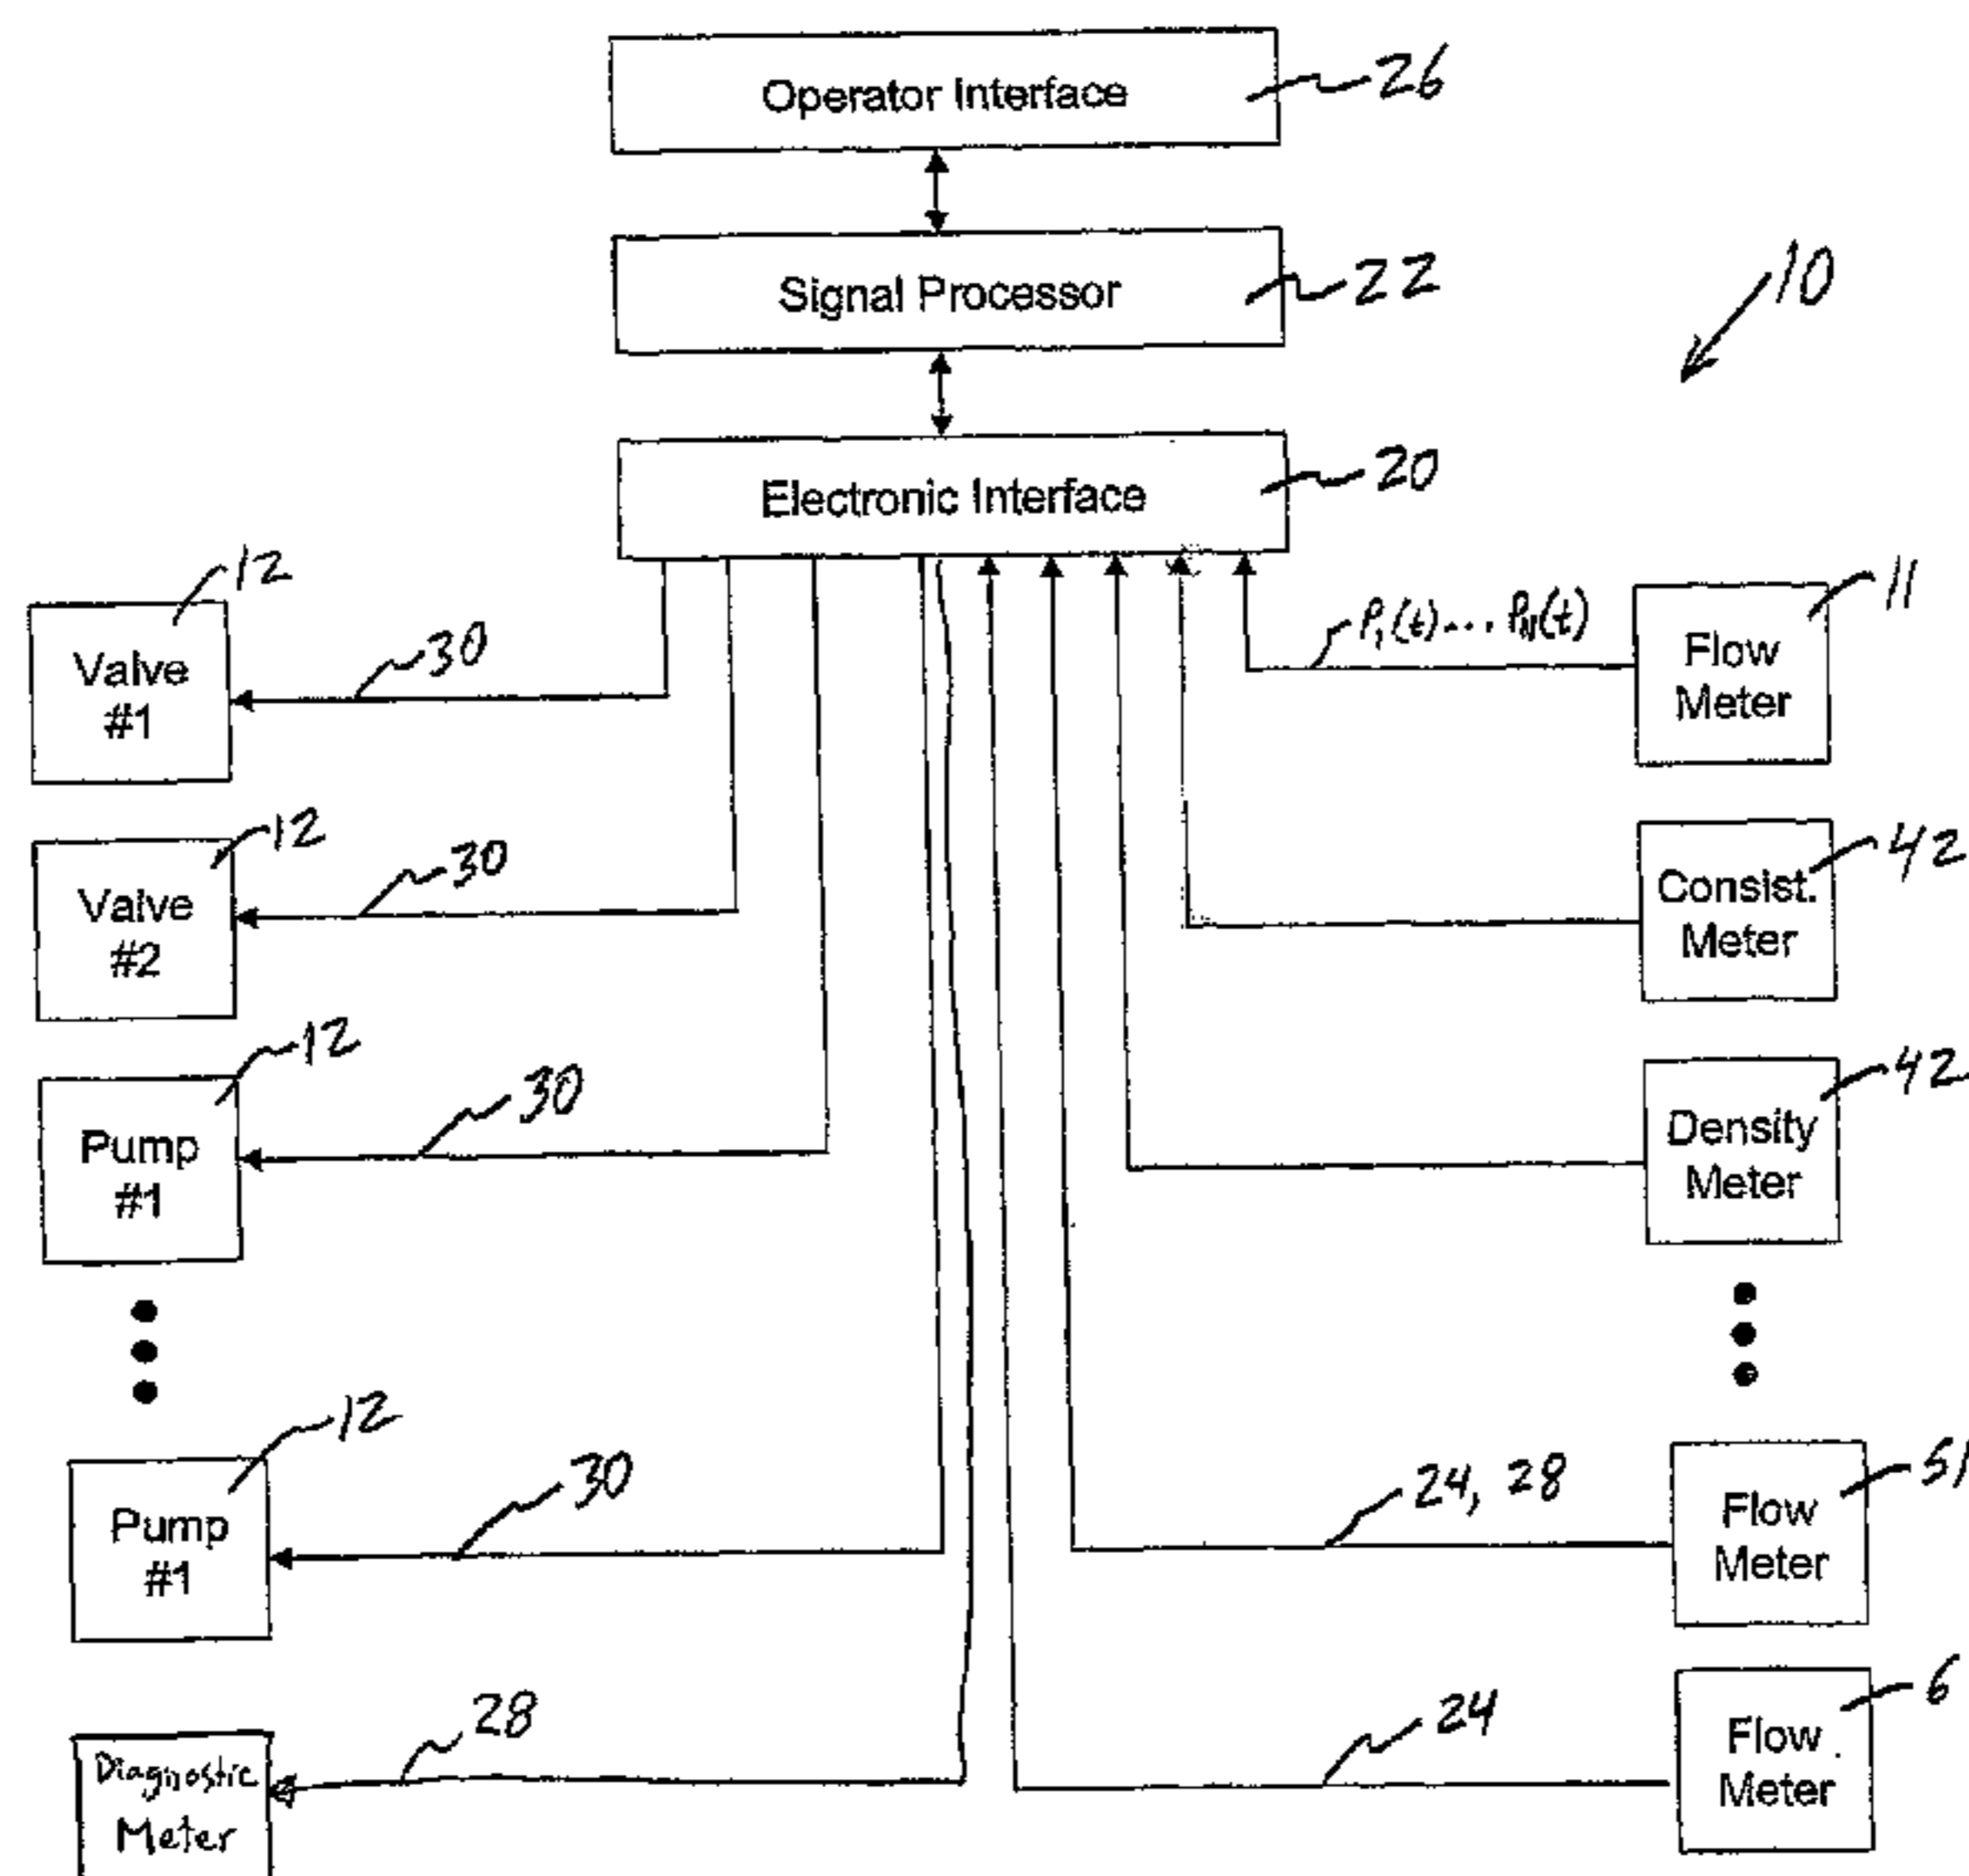 Operator Interface
26
Signal Processor
22
10
Electronic Interface
20
12
Valve
#1
30
P₁(t)... Pɴ(t)
11
Flow
Meter
12
Valve
#2
30
42
Consist.
Meter
12
Pump
#1
30
42
Density
Meter
12
Pump
#1
30
24, 28
51
Flow
Meter
Diagnostic
Meter
28
24
6
Flow
Meter